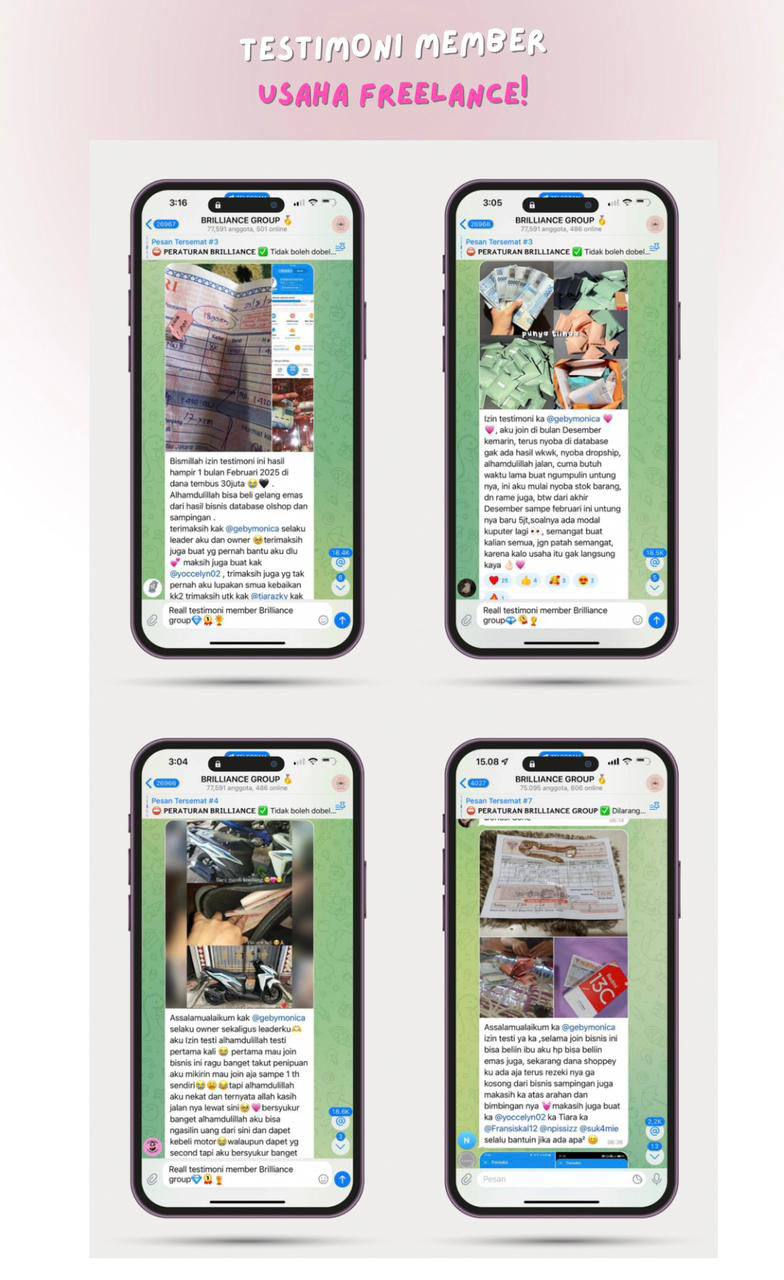 TESTIMONI MEMBER
USAHA FREELANCE!
3:16
26967
BRILLIANCE GROUP 🥇
77,591 anggota, 501 online
Pesan Tersemat #3
⛔ PERATURAN BRILLIANCE ✅ Tidak boleh dobel...
Bismillah izin testimoni ini hasil
hampir 1 bulan Februari 2025 di
dana tembus 30juta 😭🖤 .
Alhamdulillah bisa beli gelang emas
dari hasil bisnis database olshop dan
sampingan .
terimaksih kak @gebymonica selaku
leader aku dan owner 🥹terimaksih
juga buat yg pernah bantu aku dlu
💕 maksih juga buat kak
@yoccelyn02 , trimaksih juga yg tak
pernah aku lupakan smua kebaikan
kk2 trimaksih utk kak @tiarazky kak
18.4K
6
Reall testimoni member Brilliance
group💎
3:05
26966
BRILLIANCE GROUP 🥇
77,591 anggota, 486 online
Pesan Tersemat #3
⛔ PERATURAN BRILLIANCE ✅ Tidak boleh dobel...
Izin testimoni ka @gebymonica 💗
💗, aku join di bulan Desember
kemarin, terus nyoba di database
gak ada hasil wkwk, nyoba dropship,
alhamdulillah jalan, cuma butuh
waktu lama buat ngumpulin untung
nya, ini aku mulai nyoba stok barang,
dn rame juga, btw dari akhir
Desember sampe februari ini untung
nya baru 5jt,soalnya ada modal
kuputer lagi 👀, semangat buat
kalian semua, jgn patah semangat,
karena kalo usaha itu gak langsung
kaya 👌🏻💗
18.5K
5
Reall testimoni member Brilliance
group💎
3:04
26966
BRILLIANCE GROUP 🥇
77,591 anggota, 486 online
Pesan Tersemat #4
⛔ PERATURAN BRILLIANCE ✅ Tidak boleh dobel...
Assalamualaikum kak @gebymonica
selaku owner sekaligus leaderku🫶
aku Izin testi alhamdulillah testi
pertama kali 😭 pertama mau join
bisnis ini ragu banget takut penipuan
aku mikirin mau join aja sampe 1 th
sendiri😭😩😂tapi alhamdulillah
aku nekat dan ternyata allah kasih
jalan nya lewat sini🥹💗bersyukur
banget alhamdulillah aku bisa
ngasilin uang dari sini dan dapet
kebeli motor😭walaupun dapet yg
second tapi aku bersyukur banget
18.6K
3
Reall testimoni member Brilliance
group💎
15.08
4027
BRILLIANCE GROUP 🥇
75.095 anggota, 606 online
Pesan Tersemat #7
⛔ PERATURAN BRILLIANCE GROUP ✅ Dilarang...
13C
Assalamualaikum ka @gebymonica
izin testi ya ka ,selama join bisnis ini
bisa beliin ibu aku hp bisa beliin
emas juga, sekarang dana shoppey
ku ada aja terus rezeki nya ga
kosong dari bisnis sampingan juga
makasih ka atas arahan dan
bimbingan nya 💓makasih juga buat
ka @yoccelyn02 ka Tiara ka
@Fransiskal12 @npissizz @suk4mie
selalu bantuin jika ada apa² 😊
N
2,2K
13
Pesan